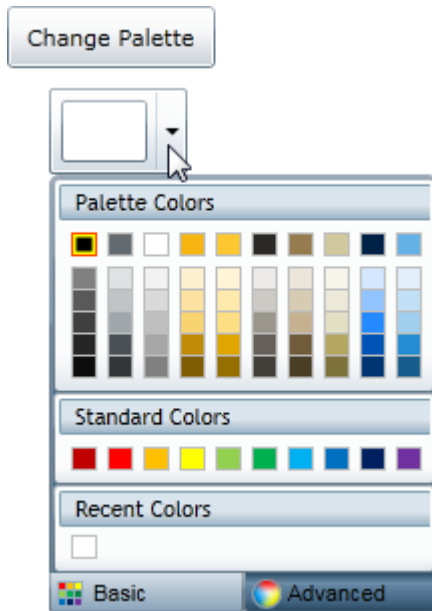 Change Palette
Palette Colors
Standard Colors
Recent Colors
Basic Advanced